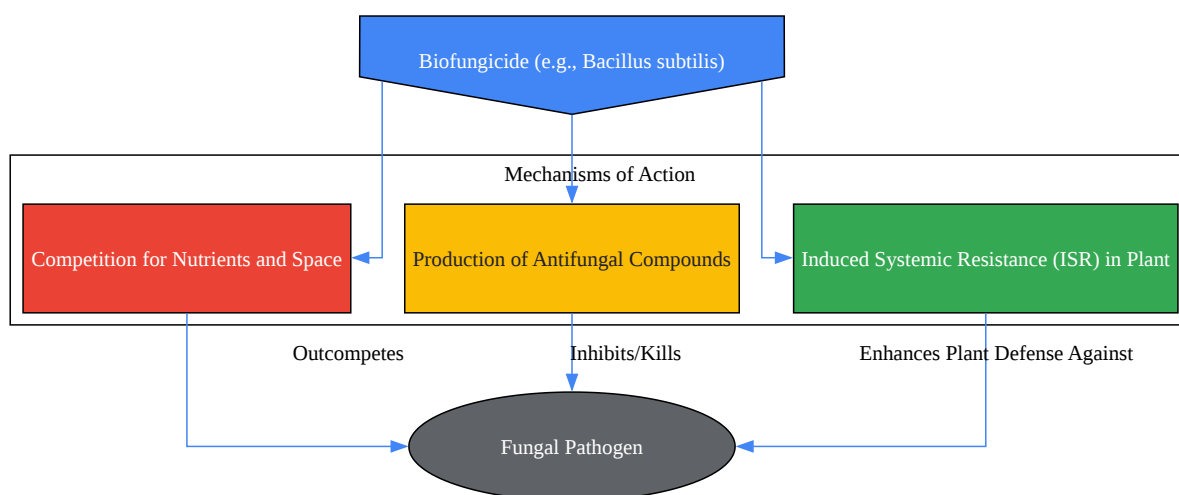 Biofungicide (e.g., Bacillus subtilis)
Mechanisms of Action
Competition for Nutrients and Space
Production of Antifungal Compounds
Induced Systemic Resistance (ISR) in Plant
Outcompetes
Inhibits/Kills
Enhances Plant Defense Against
Fungal Pathogen